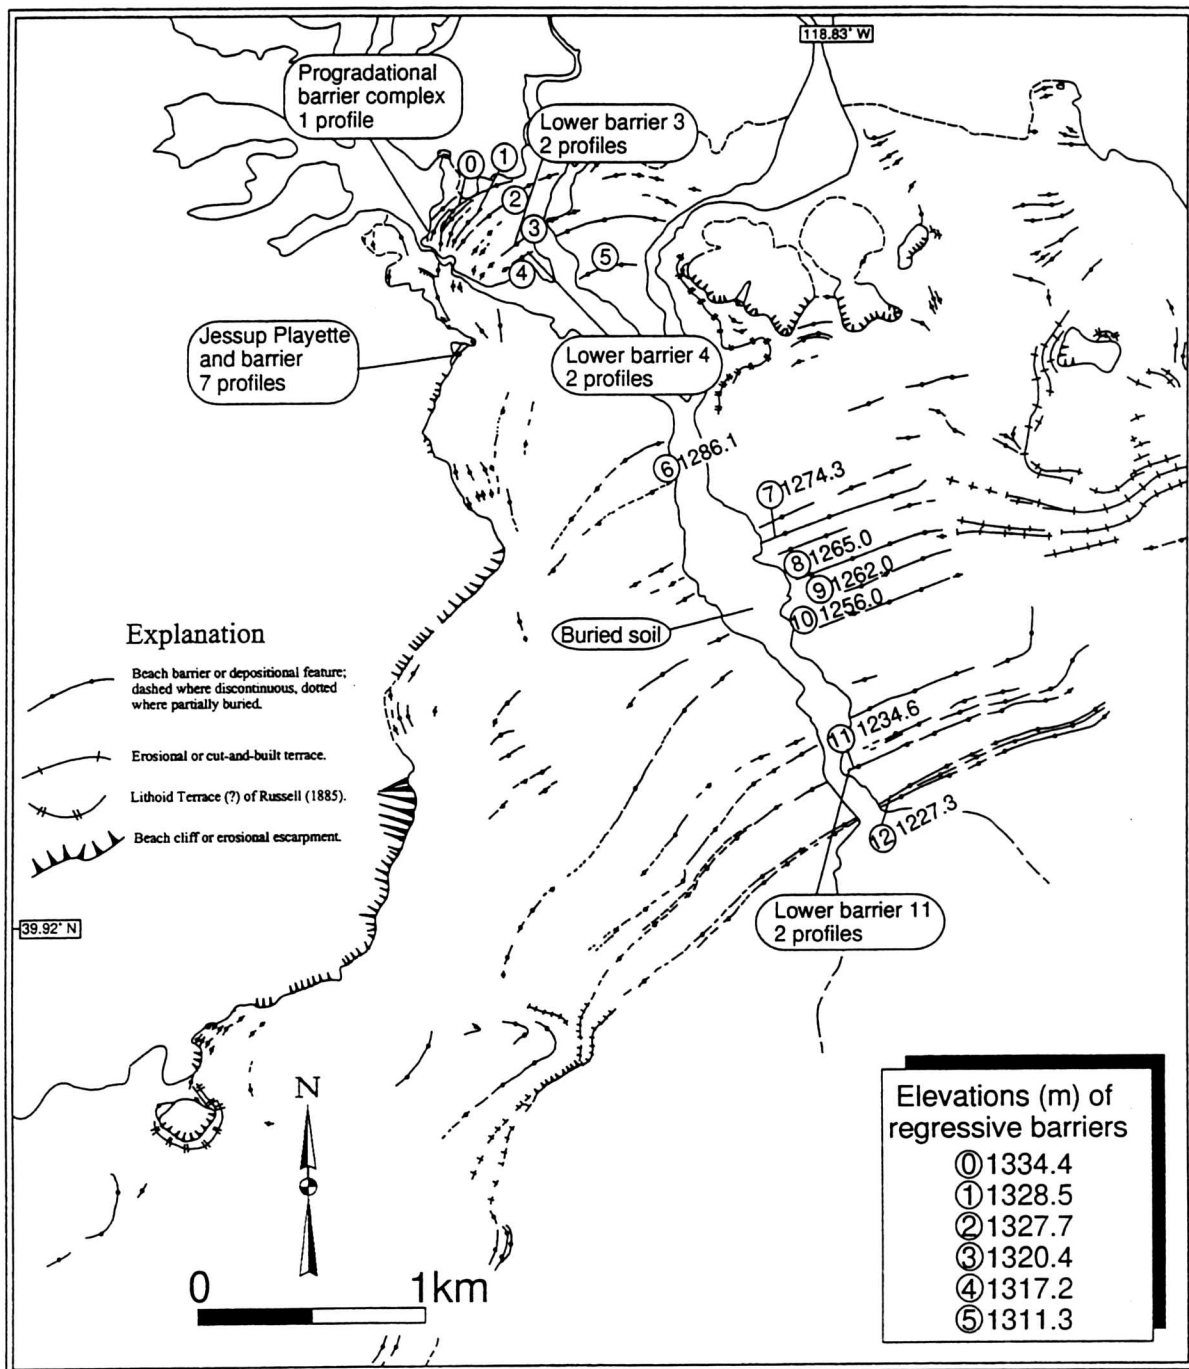 118.83° W
Progradational
barrier complex
1 profile
Lower barrier 3
2 profiles
0
1
2
3
4
5
Jessup Playette
and barrier
7 profiles
Lower barrier 4
2 profiles
6 1286.1
7 1274.3
8 1265.0
9 1262.0
10 1256.0
Buried soil
Explanation
Beach barrier or depositional feature;
dashed where discontinuous, dotted
where partially buried.
Erosional or cut-and-built terrace.
Lithoid Terrace (?) of Russell (1885).
Beach cliff or erosional escarpment.
11 1234.6
12 1227.3
Lower barrier 11
2 profiles
39.92° N
N
0 1km
Elevations (m) of
regressive barriers
0 1334.4
1 1328.5
2 1327.7
3 1320.4
4 1317.2
5 1311.3